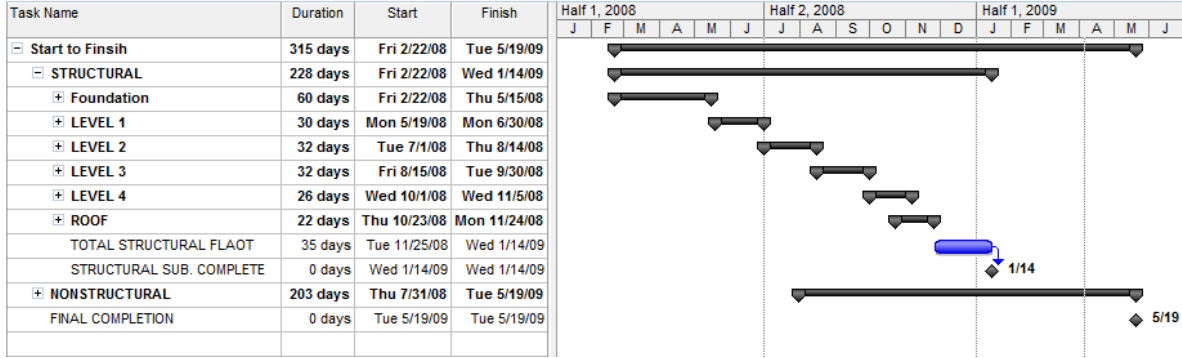 Task Name Duration Start Finish Half 1, 2008 Half 2, 2008 Half 1, 2009
J F M A M J J A S O N D J F M A M J
Start to Finsih 315 days Fri 2/22/08 Tue 5/19/09
STRUCTURAL 228 days Fri 2/22/08 Wed 1/14/09
Foundation 60 days Fri 2/22/08 Thu 5/15/08
LEVEL 1 30 days Mon 5/19/08 Mon 6/30/08
LEVEL 2 32 days Tue 7/1/08 Thu 8/14/08
LEVEL 3 32 days Fri 8/15/08 Tue 9/30/08
LEVEL 4 26 days Wed 10/1/08 Wed 11/5/08
ROOF 22 days Thu 10/23/08 Mon 11/24/08
TOTAL STRUCTURAL FLAOT 35 days Tue 11/25/08 Wed 1/14/09
STRUCTURAL SUB. COMPLETE 0 days Wed 1/14/09 Wed 1/14/09 1/14
NONSTRUCTURAL 203 days Thu 7/31/08 Tue 5/19/09
FINAL COMPLETION 0 days Tue 5/19/09 Tue 5/19/09 5/19